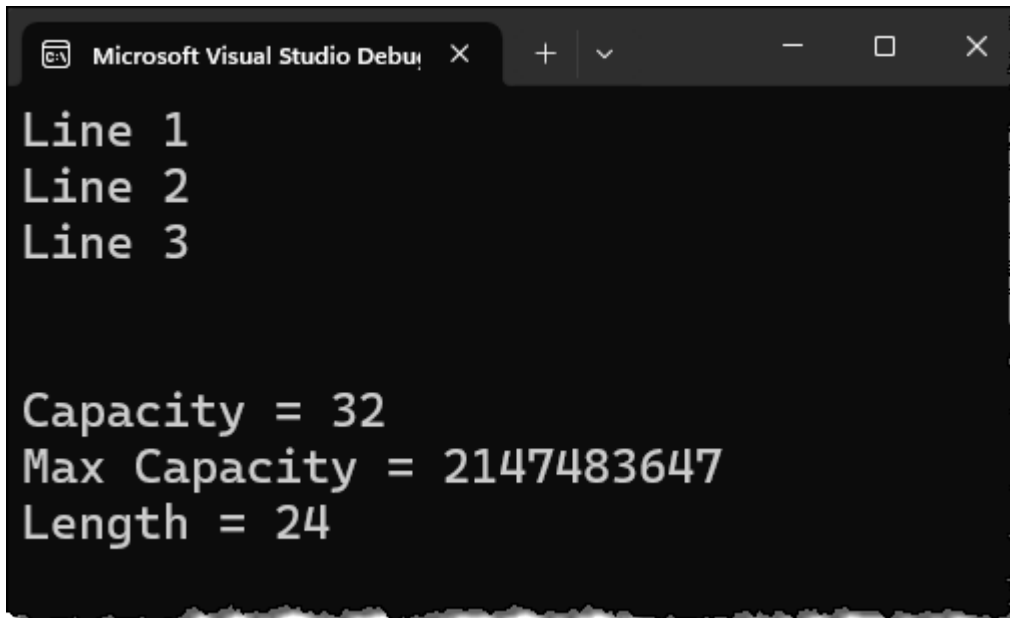 Microsoft Visual Studio Debu
Line 1
Line 2
Line 3
Capacity = 32
Max Capacity = 2147483647
Length = 24